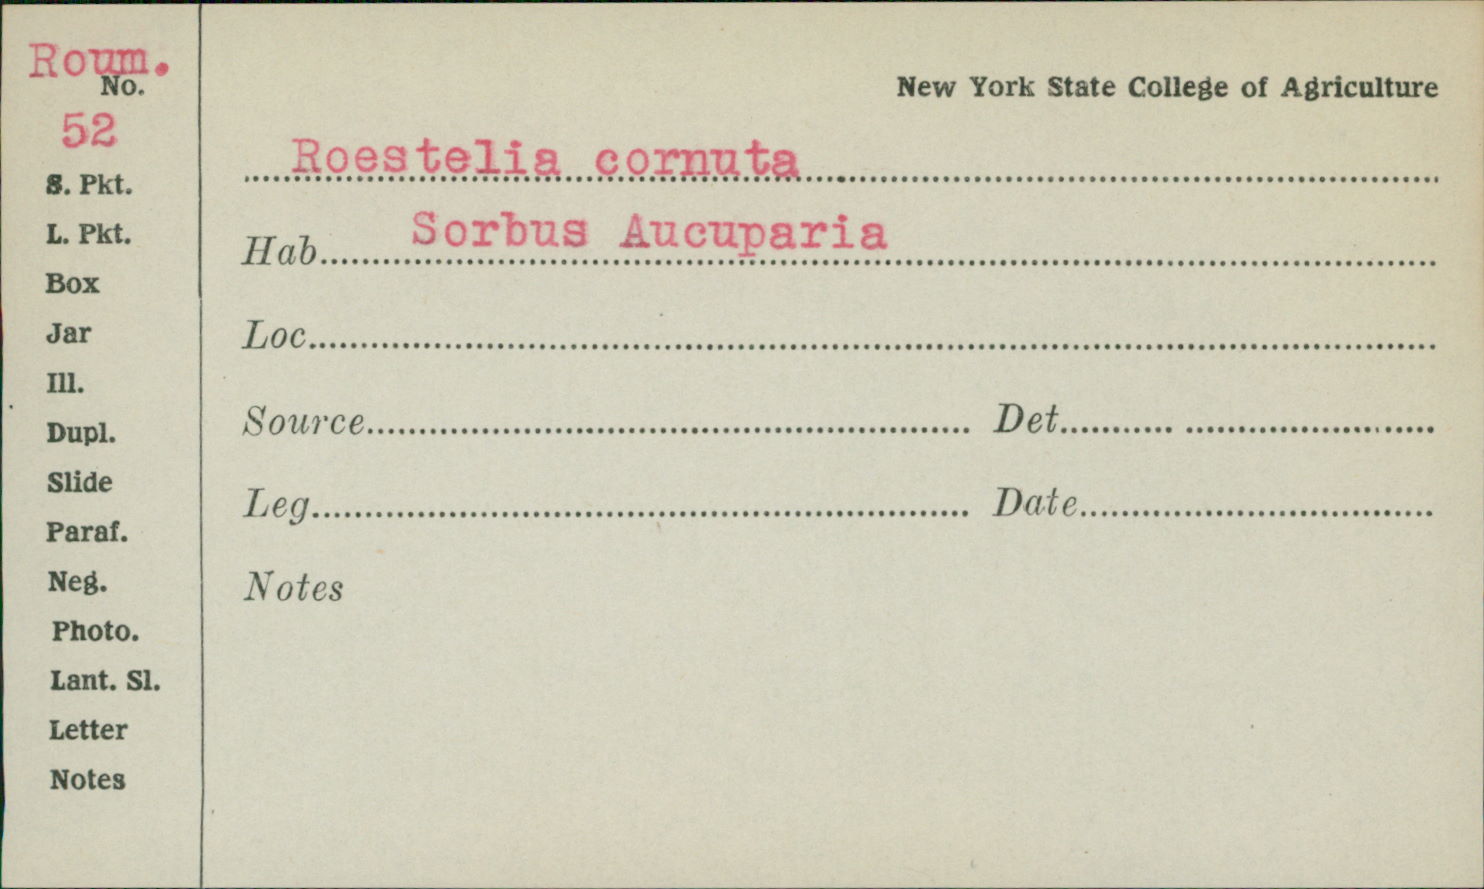 Roum.
No.
52
S. Pkt.
L. Pkt.
Box
Jar
Ill.
Dupl.
Slide
Paraf.
Neg.
Photo.
Lant. Sl.
Letter
Notes
New York State College of Agriculture
Roestelia cornuta
Hab. Sorbus Aucuparia
Loc.
Source Det.
Leg. Date
Notes